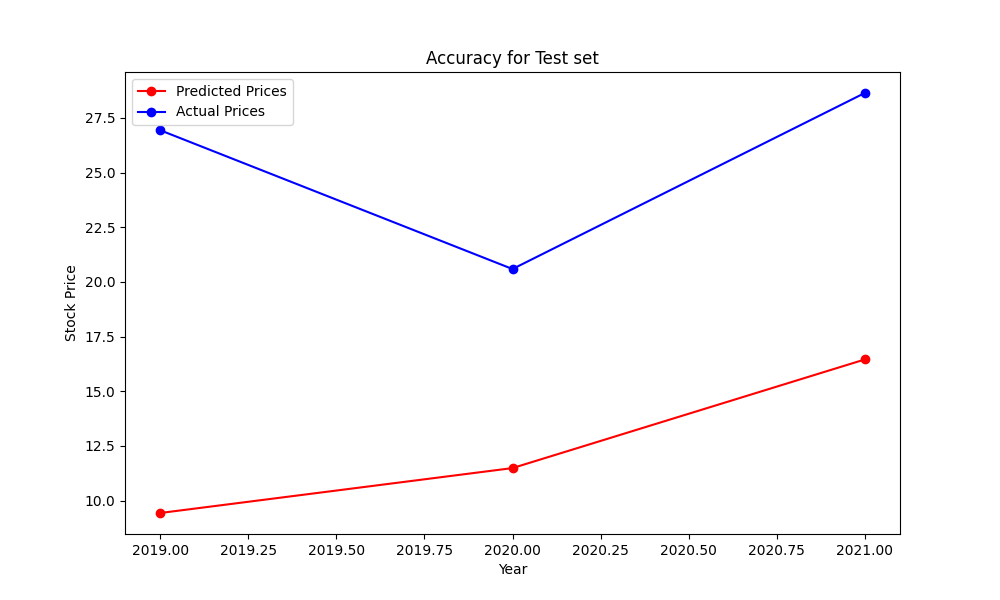 Accuracy for Test set
Predicted Prices
Actual Prices
27.5
25.0
22.5
20.0
17.5
15.0
12.5
10.0
Stock Price
2019.00 2019.25 2019.50 2019.75 2020.00 2020.25 2020.50 2020.75 2021.00
Year